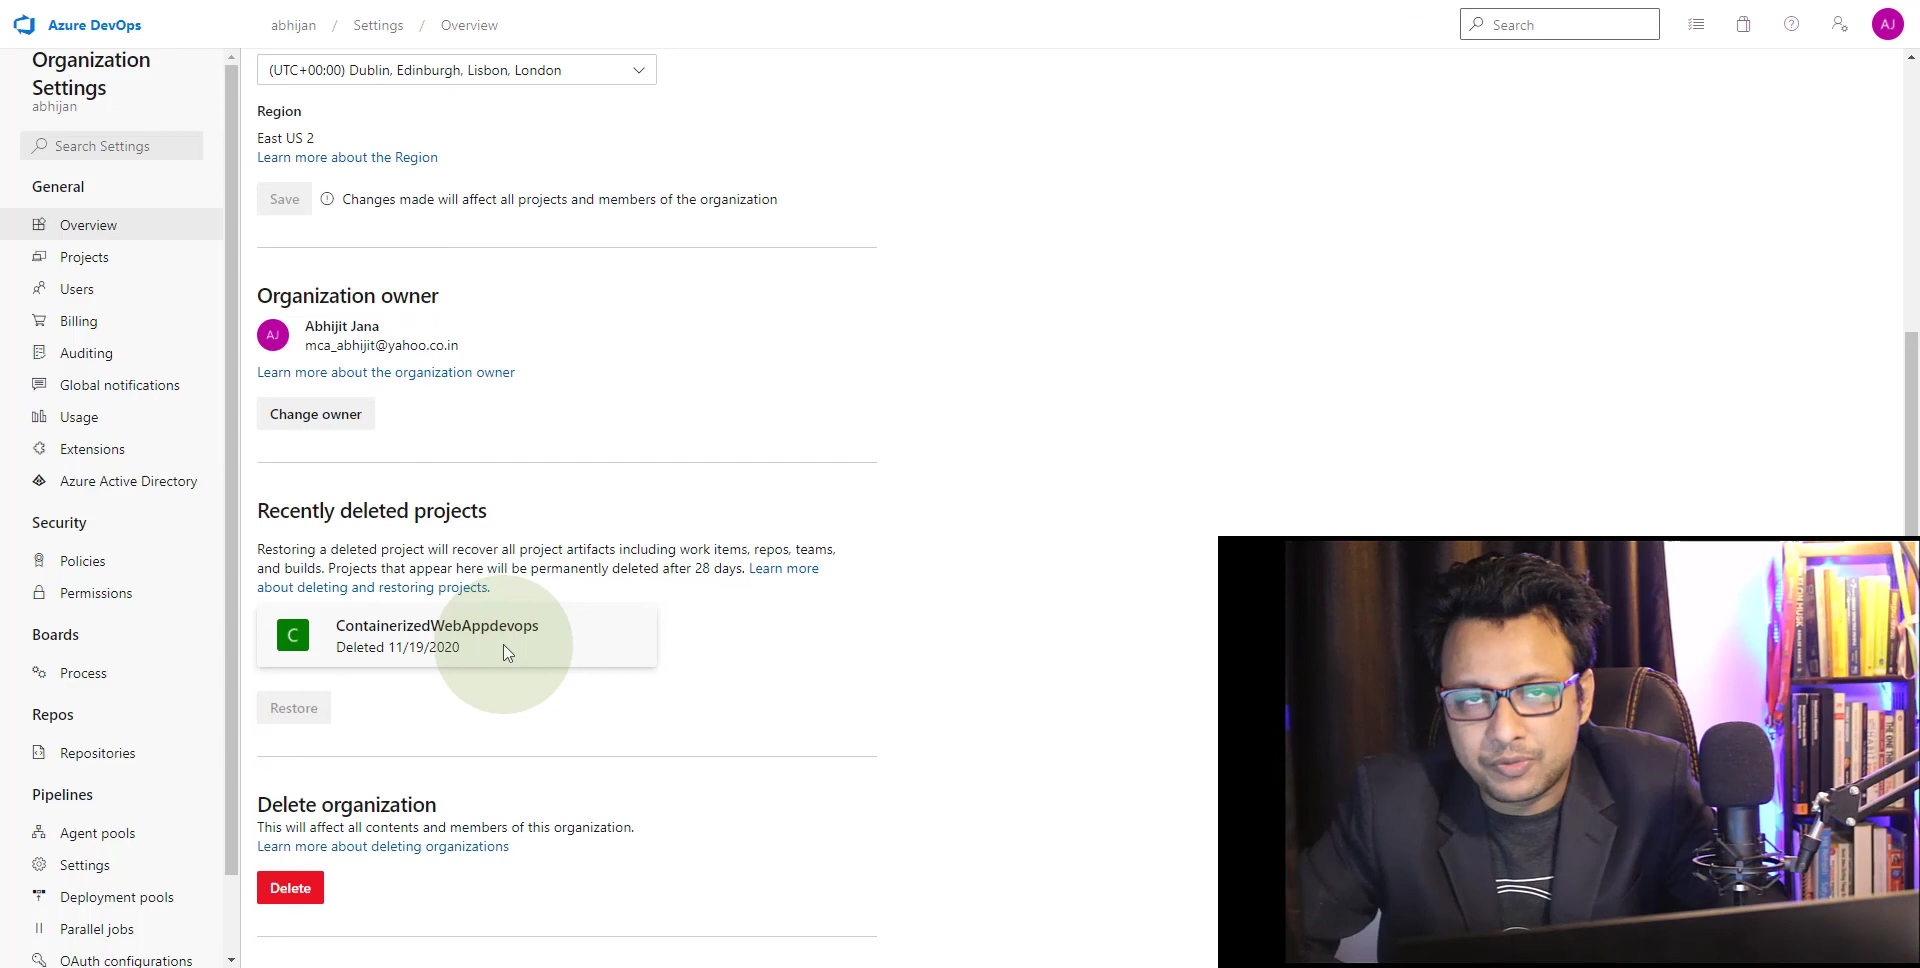 Azure DevOps
abhijan / Settings / Overview
Search
AJ
Organization
Settings
abhijan
Search Settings
General
Overview
Projects
Users
Billing
Auditing
Global notifications
Usage
Extensions
Azure Active Directory
Security
Policies
Permissions
Boards
Process
Repos
Repositories
Pipelines
Agent pools
Settings
Deployment pools
Parallel jobs
OAuth configurations
(UTC+00:00) Dublin, Edinburgh, Lisbon, London
Region
East US 2
Learn more about the Region
Save
Changes made will affect all projects and members of the organization
Organization owner
AJ
Abhijit Jana
mca_abhijit@yahoo.co.in
Learn more about the organization owner
Change owner
Recently deleted projects
Restoring a deleted project will recover all project artifacts including work items, repos, teams,
and builds. Projects that appear here will be permanently deleted after 28 days. Learn more
about deleting and restoring projects.
C
ContainerizedWebAppdevops
Deleted 11/19/2020
Restore
Delete organization
This will affect all contents and members of this organization.
Learn more about deleting organizations
Delete
ELON MUSK